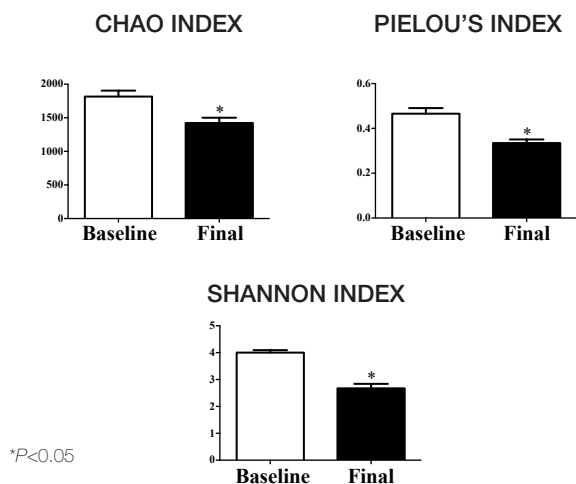 CHAO INDEX
2000
1500
1000
500
0
*
Baseline Final
PIELOU'S INDEX
0.6
0.4
0.2
0.0
*
Baseline Final
SHANNON INDEX
5
4
3
2
1
0
*
Baseline Final
*P<0.05